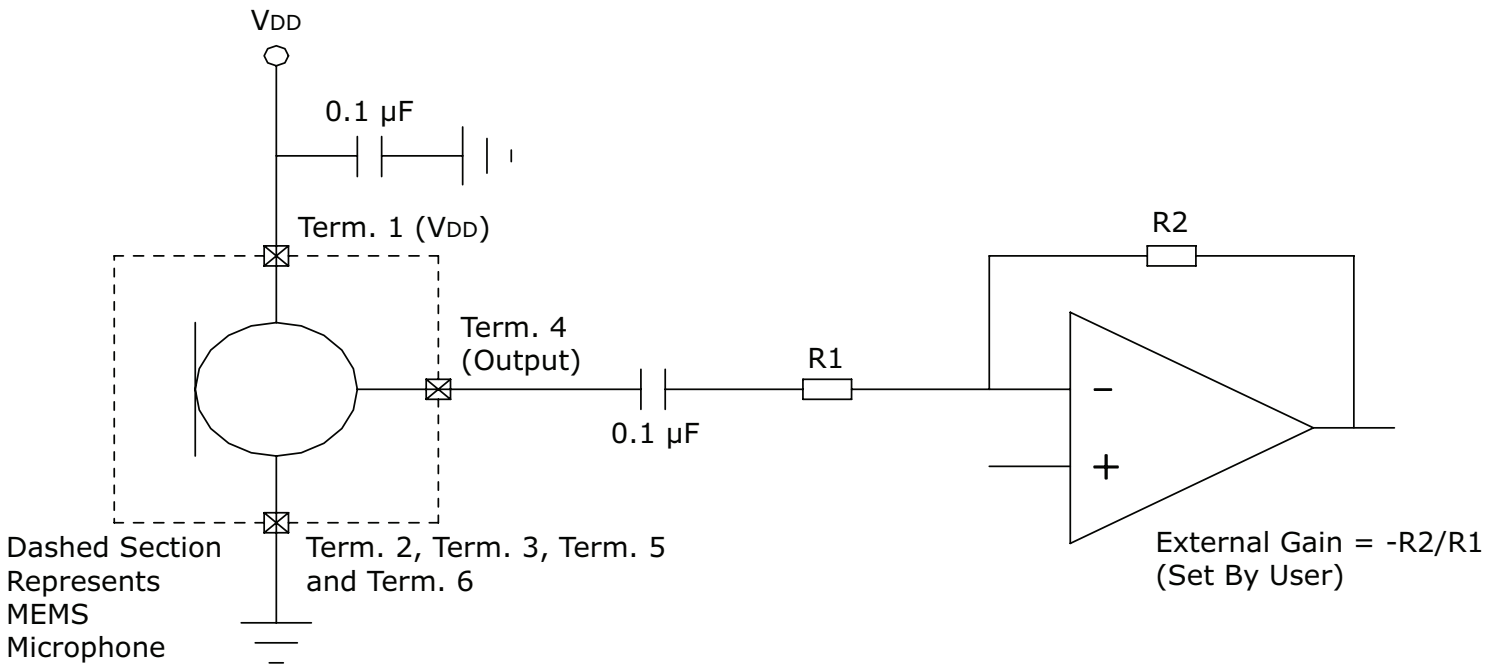 VDD
0.1 µF
Term. 1 (VDD)
R2
Term. 4
(Output)
R1
0.1 µF
−
+
Dashed Section
Represents
MEMS
Microphone
Term. 2, Term. 3, Term. 5
and Term. 6
External Gain = -R2/R1
(Set By User)